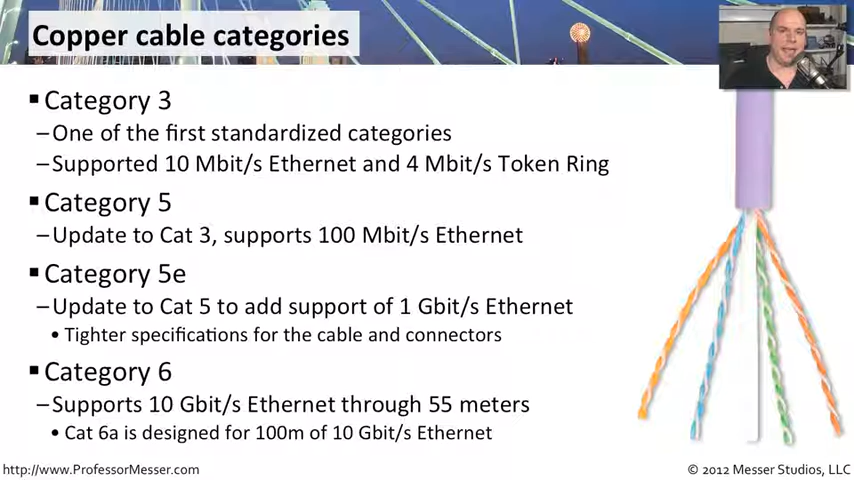 Copper cable categories
▪ Category 3
–One of the first standardized categories
–Supported 10 Mbit/s Ethernet and 4 Mbit/s Token Ring
▪ Category 5
–Update to Cat 3, supports 100 Mbit/s Ethernet
▪ Category 5e
–Update to Cat 5 to add support of 1 Gbit/s Ethernet
• Tighter specifications for the cable and connectors
▪ Category 6
–Supports 10 Gbit/s Ethernet through 55 meters
• Cat 6a is designed for 100m of 10 Gbit/s Ethernet
http://www.ProfessorMesser.com
© 2012 Messer Studios, LLC